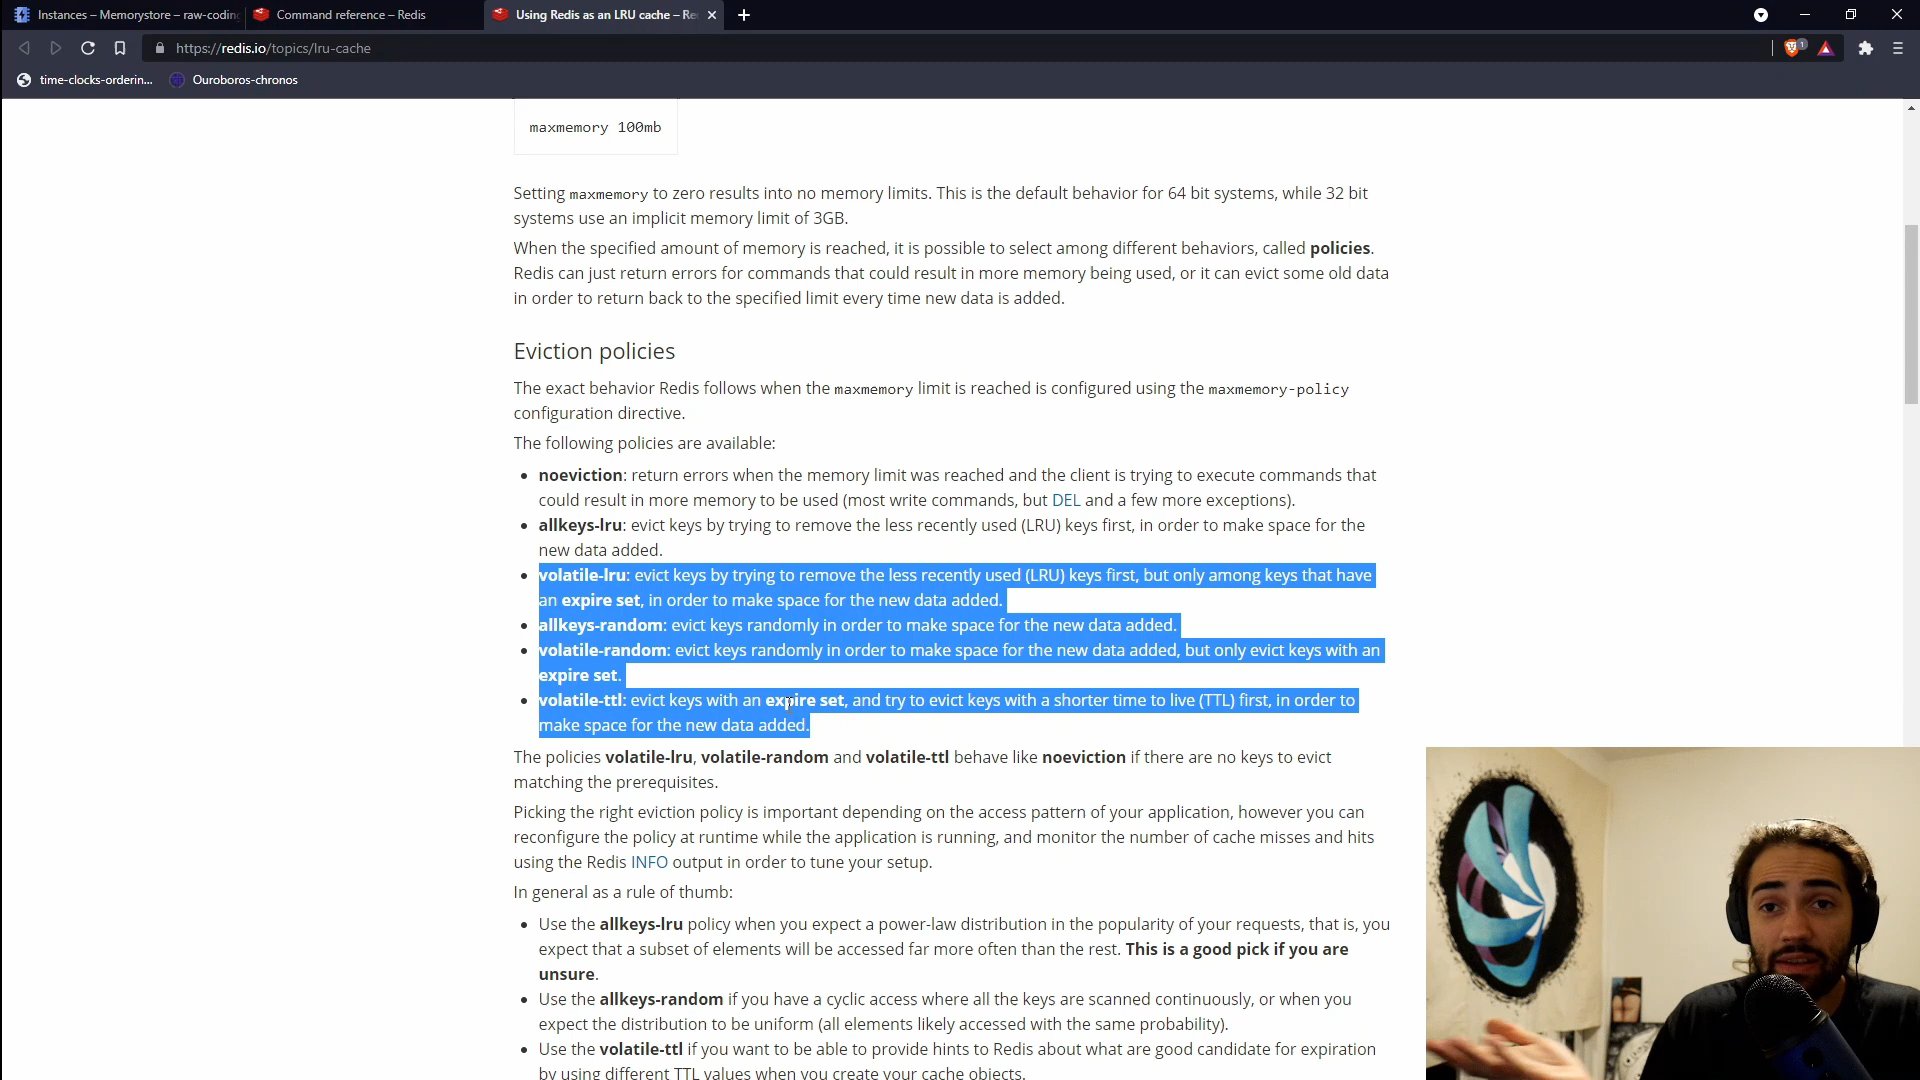 Instances – Memorystore – raw-coding
Command reference – Redis
Using Redis as an LRU cache – Re
https://redis.io/topics/lru-cache
1
time-clocks-orderin...
Ouroboros-chronos
maxmemory 100mb
Setting maxmemory to zero results into no memory limits. This is the default behavior for 64 bit systems, while 32 bit
systems use an implicit memory limit of 3GB.
When the specified amount of memory is reached, it is possible to select among different behaviors, called policies.
Redis can just return errors for commands that could result in more memory being used, or it can evict some old data
in order to return back to the specified limit every time new data is added.
Eviction policies
The exact behavior Redis follows when the maxmemory limit is reached is configured using the maxmemory-policy
configuration directive.
The following policies are available:
• noeviction: return errors when the memory limit was reached and the client is trying to execute commands that
could result in more memory to be used (most write commands, but DEL and a few more exceptions).
• allkeys-lru: evict keys by trying to remove the less recently used (LRU) keys first, in order to make space for the
new data added.
• volatile-lru: evict keys by trying to remove the less recently used (LRU) keys first, but only among keys that have
an expire set, in order to make space for the new data added.
• allkeys-random: evict keys randomly in order to make space for the new data added.
• volatile-random: evict keys randomly in order to make space for the new data added, but only evict keys with an
expire set.
• volatile-ttl: evict keys with an expire set, and try to evict keys with a shorter time to live (TTL) first, in order to
make space for the new data added.
The policies volatile-lru, volatile-random and volatile-ttl behave like noeviction if there are no keys to evict
matching the prerequisites.
Picking the right eviction policy is important depending on the access pattern of your application, however you can
reconfigure the policy at runtime while the application is running, and monitor the number of cache misses and hits
using the Redis INFO output in order to tune your setup.
In general as a rule of thumb:
• Use the allkeys-lru policy when you expect a power-law distribution in the popularity of your requests, that is, you
expect that a subset of elements will be accessed far more often than the rest. This is a good pick if you are
unsure.
• Use the allkeys-random if you have a cyclic access where all the keys are scanned continuously, or when you
expect the distribution to be uniform (all elements likely accessed with the same probability).
• Use the volatile-ttl if you want to be able to provide hints to Redis about what are good candidate for expiration
by using different TTL values when you create your cache objects.